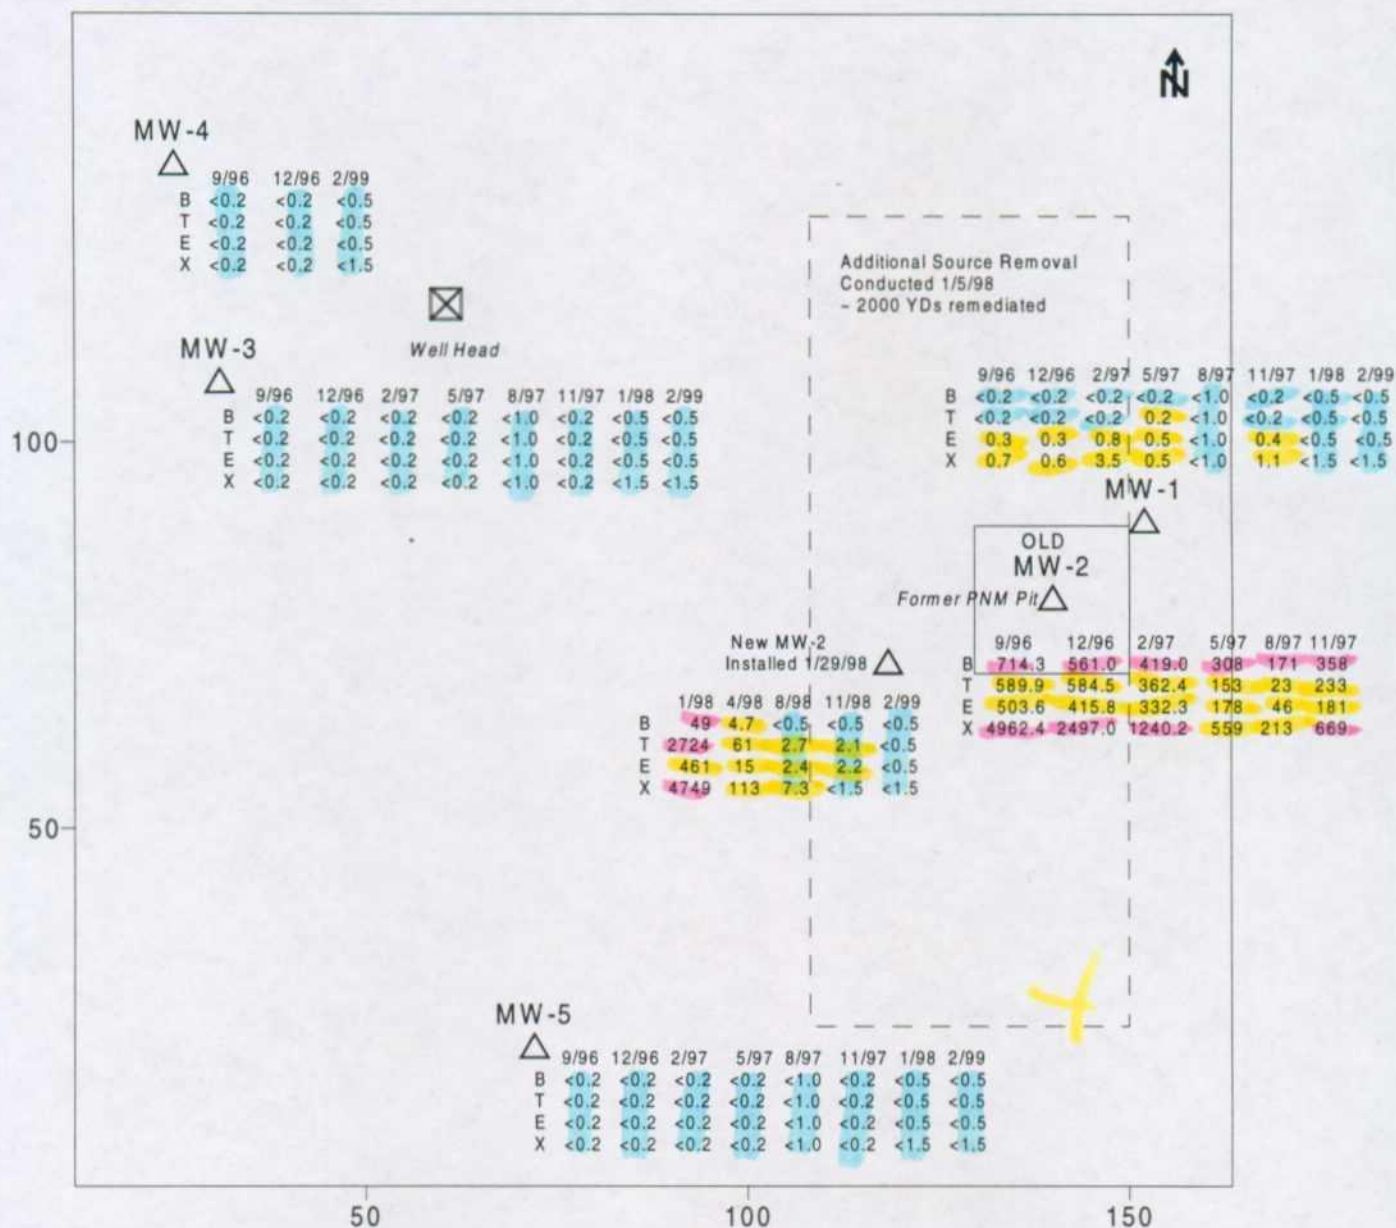 N
MW-4
9/96 12/96 2/99
B <0.2 <0.2 <0.5
T <0.2 <0.2 <0.5
E <0.2 <0.2 <0.5
X <0.2 <0.2 <1.5
Additional Source Removal
Conducted 1/5/98
~ 2000 YDs remediated
Well Head
MW-3
9/96 12/96 2/97 5/97 8/97 11/97 1/98 2/99
B <0.2 <0.2 <0.2 <0.2 <1.0 <0.2 <0.5 <0.5
T <0.2 <0.2 <0.2 <0.2 <1.0 <0.2 <0.5 <0.5
E <0.2 <0.2 <0.2 <0.2 <1.0 <0.2 <0.5 <0.5
X <0.2 <0.2 <0.2 <0.2 <1.0 <0.2 <1.5 <1.5
9/96 12/96 2/97 5/97 8/97 11/97 1/98 2/99
B <0.2 <0.2 <0.2 <0.2 <1.0 <0.2 <0.5 <0.5
T <0.2 <0.2 <0.2 0.2 <1.0 <0.2 <0.5 <0.5
E 0.3 0.3 0.8 0.5 <1.0 0.4 <0.5 <0.5
X 0.7 0.6 3.5 0.5 <1.0 1.1 <1.5 <1.5
MW-1
100
OLD
MW-2
Former PNM Pit
9/96 12/96 2/97 5/97 8/97 11/97
B 714.3 561.0 419.0 308 171 358
T 589.9 584.5 362.4 153 23 233
E 503.6 415.8 332.3 178 46 181
X 4962.4 2497.0 1240.2 559 213 669
New MW-2
Installed 1/29/98
1/98 4/98 8/98 11/98 2/99
B 49 4.7 <0.5 <0.5 <0.5
T 2724 61 2.7 2.1 <0.5
E 461 15 2.4 2.2 <0.5
X 4749 113 7.3 <1.5 <1.5
50
MW-5
9/96 12/96 2/97 5/97 8/97 11/97 1/98 2/99
B <0.2 <0.2 <0.2 <0.2 <1.0 <0.2 <0.5 <0.5
T <0.2 <0.2 <0.2 <0.2 <1.0 <0.2 <0.5 <0.5
E <0.2 <0.2 <0.2 <0.2 <1.0 <0.2 <0.5 <0.5
X <0.2 <0.2 <0.2 <0.2 <1.0 <0.2 <1.5 <1.5
50 100 150